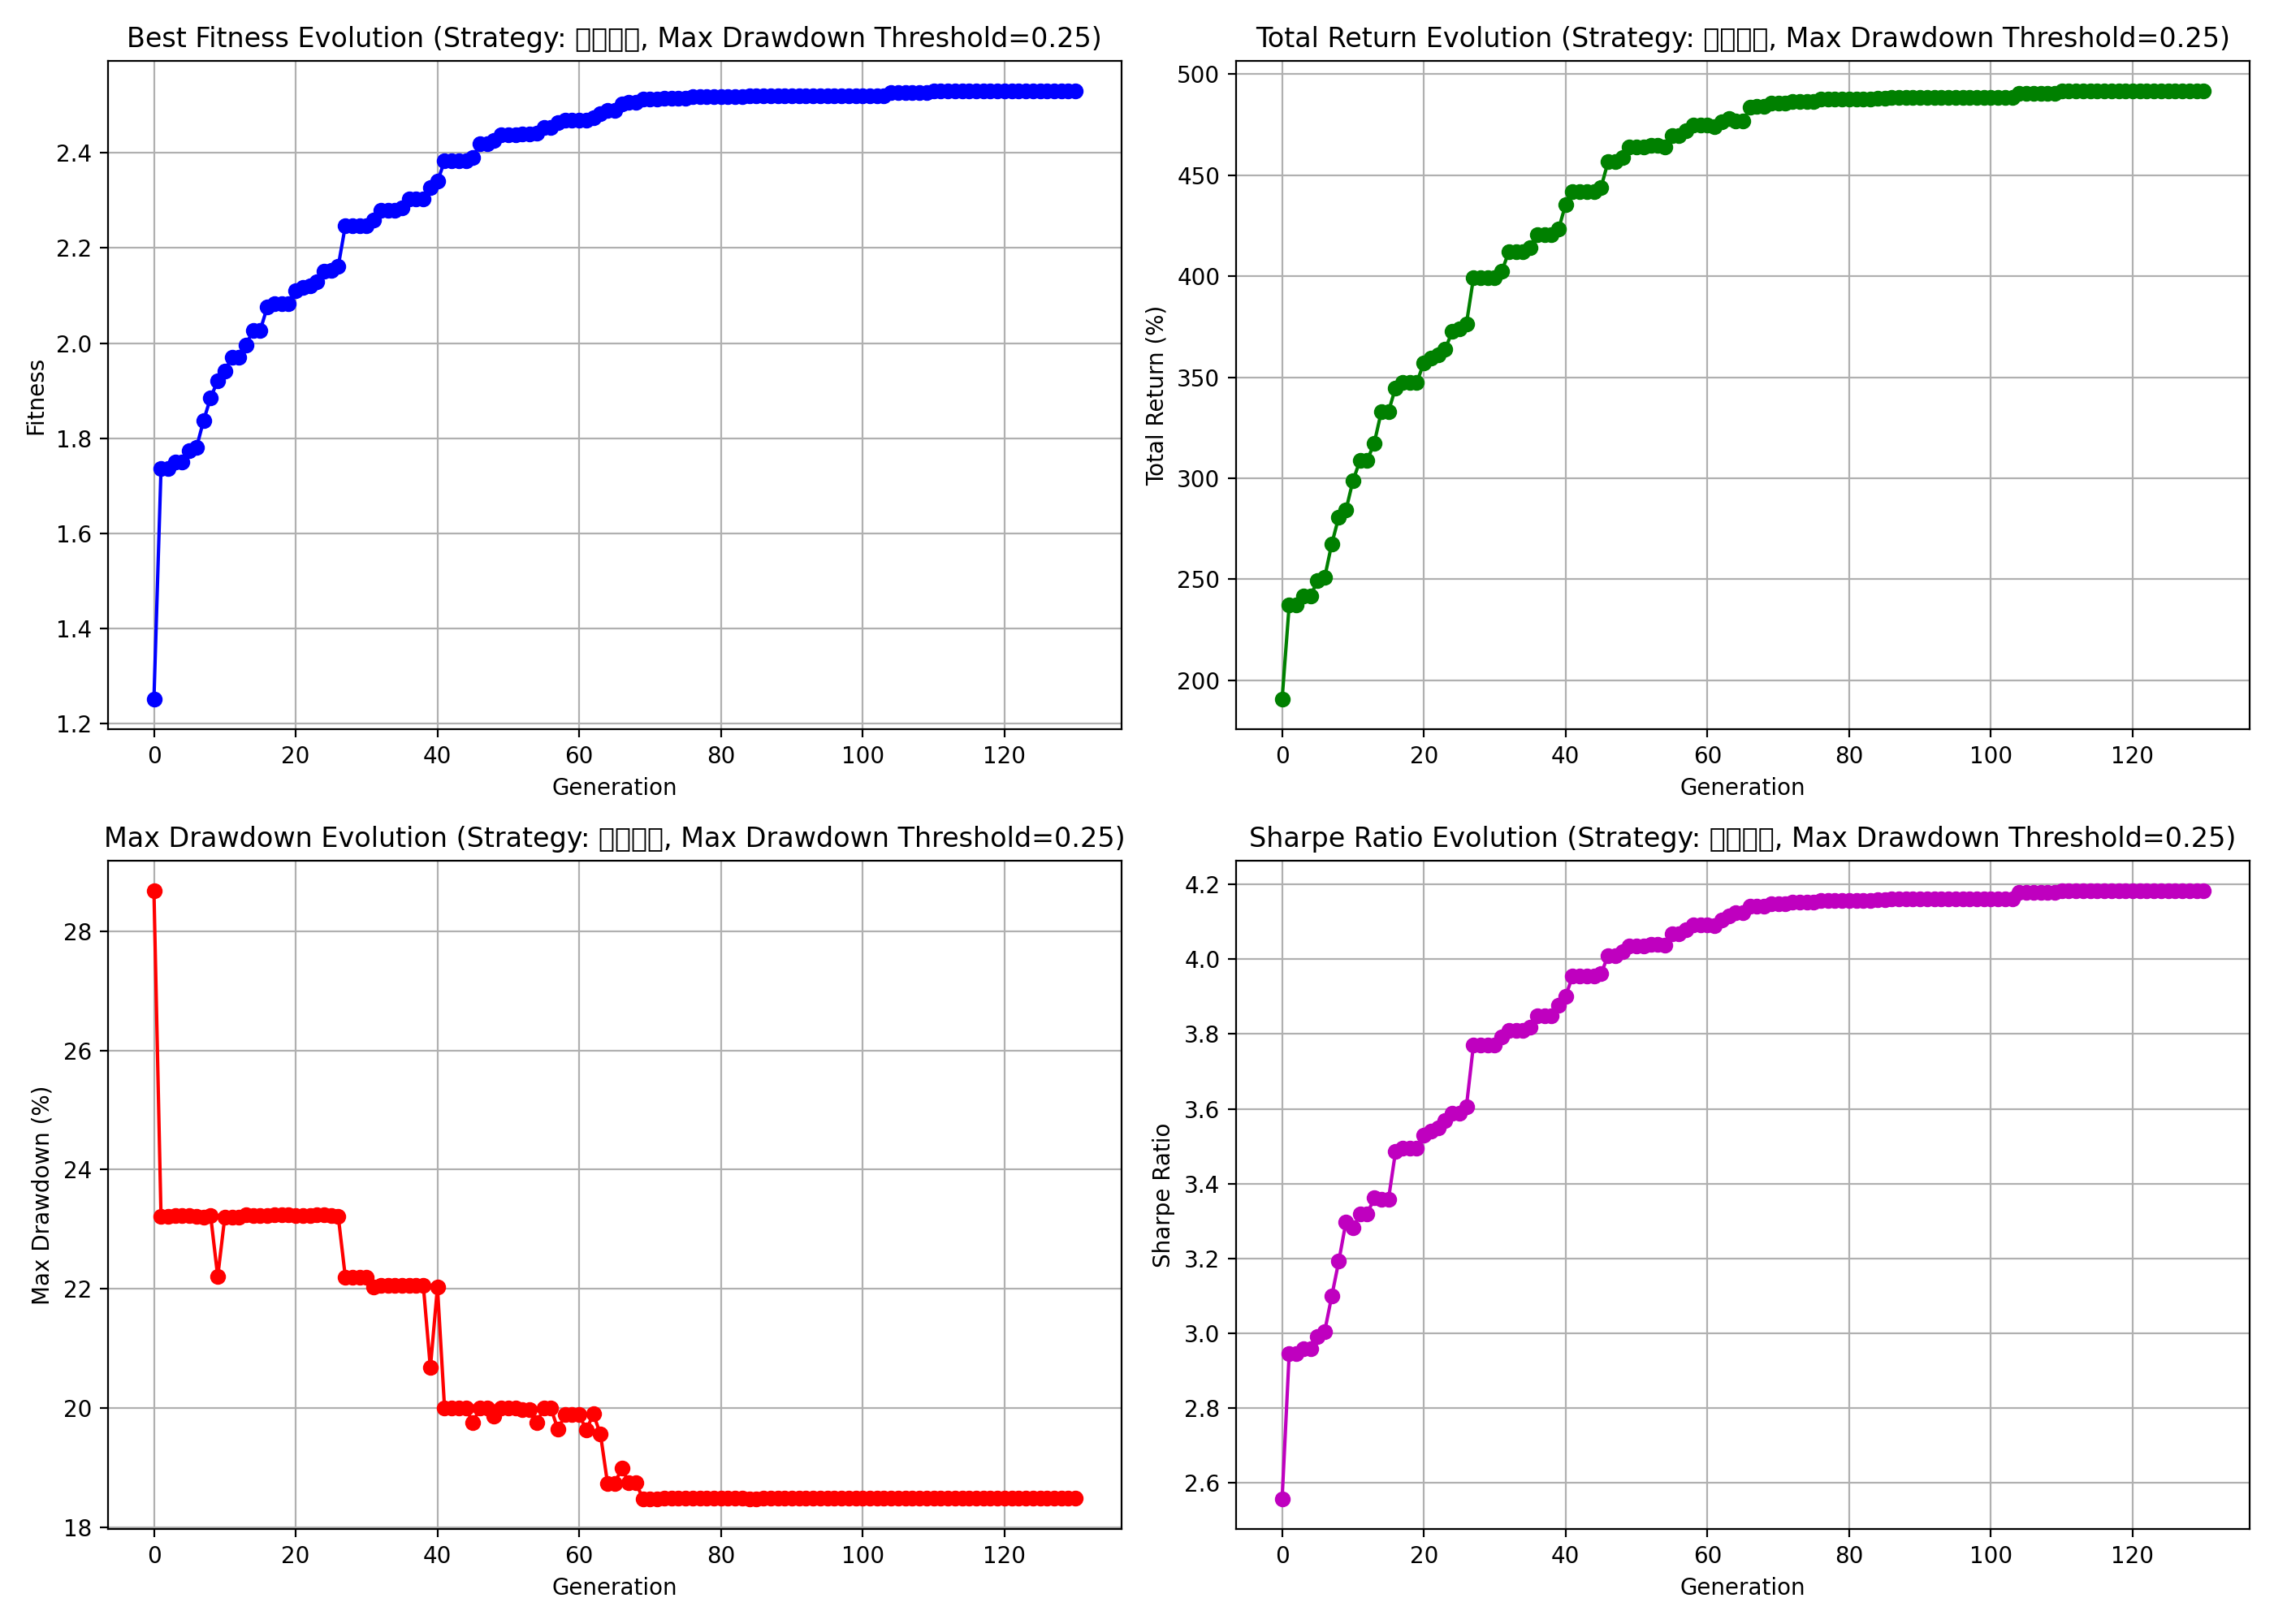 Best Fitness Evolution (Strategy: , Max Drawdown Threshold=0.25)
Fitness
2.4
2.2
2.0
1.8
1.6
1.4
1.2
0 20 40 60 80 100 120
Generation
Total Return Evolution (Strategy: , Max Drawdown Threshold=0.25)
Total Return (%)
500
450
400
350
300
250
200
0 20 40 60 80 100 120
Generation
Max Drawdown Evolution (Strategy: , Max Drawdown Threshold=0.25)
Max Drawdown (%)
28
26
24
22
20
18
0 20 40 60 80 100 120
Generation
Sharpe Ratio Evolution (Strategy: , Max Drawdown Threshold=0.25)
Sharpe Ratio
4.2
4.0
3.8
3.6
3.4
3.2
3.0
2.8
2.6
0 20 40 60 80 100 120
Generation